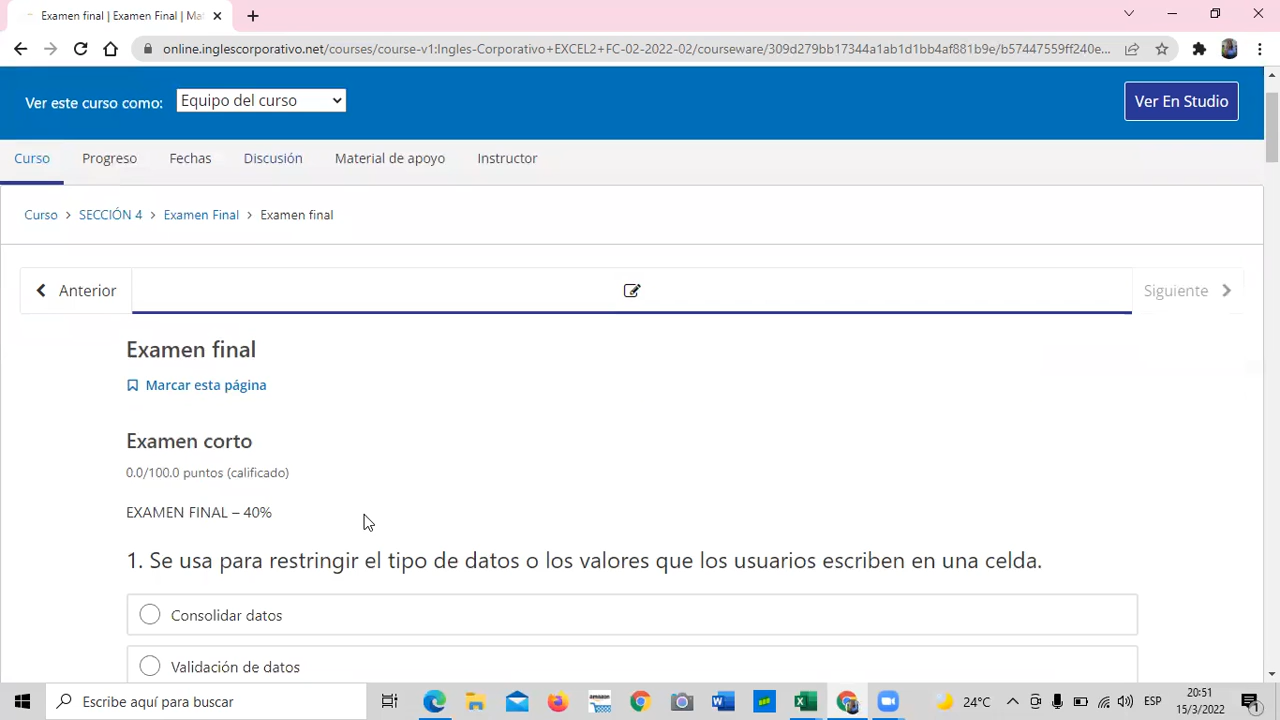 Examen final | Examen Final | Ma
online.inglescorporativo.net/courses/course-v1:Ingles-Corporativo+EXCEL2+FC-02-2022-02/courseware/309d279bb17344a1ab1d1bb4af881b9e/b57447559ff240e...
Ver este curso como:
Equipo del curso
Ver En Studio
Curso
Progreso
Fechas
Discusión
Material de apoyo
Instructor
Curso > SECCIÓN 4 > Examen Final > Examen final
Anterior
Siguiente
Examen final
Marcar esta página
Examen corto
0.0/100.0 puntos (calificado)
EXAMEN FINAL – 40%
1. Se usa para restringir el tipo de datos o los valores que los usuarios escriben en una celda.
Consolidar datos
Validación de datos
Escribe aquí para buscar
24°C
ESP
20:51
15/3/2022